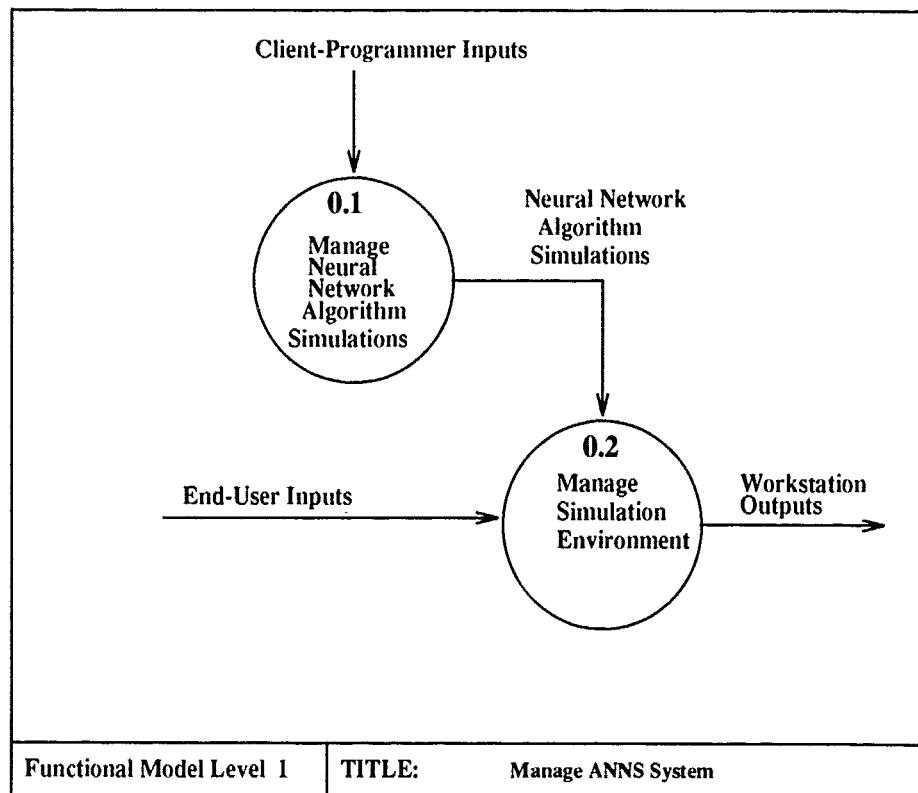 Client-Programmer Inputs
0.1
Manage
Neural
Network
Algorithm
Simulations
Neural Network
Algorithm
Simulations
0.2
Manage
Simulation
Environment
End-User Inputs
Workstation
Outputs
Functional Model Level 1
TITLE: Manage ANNS System